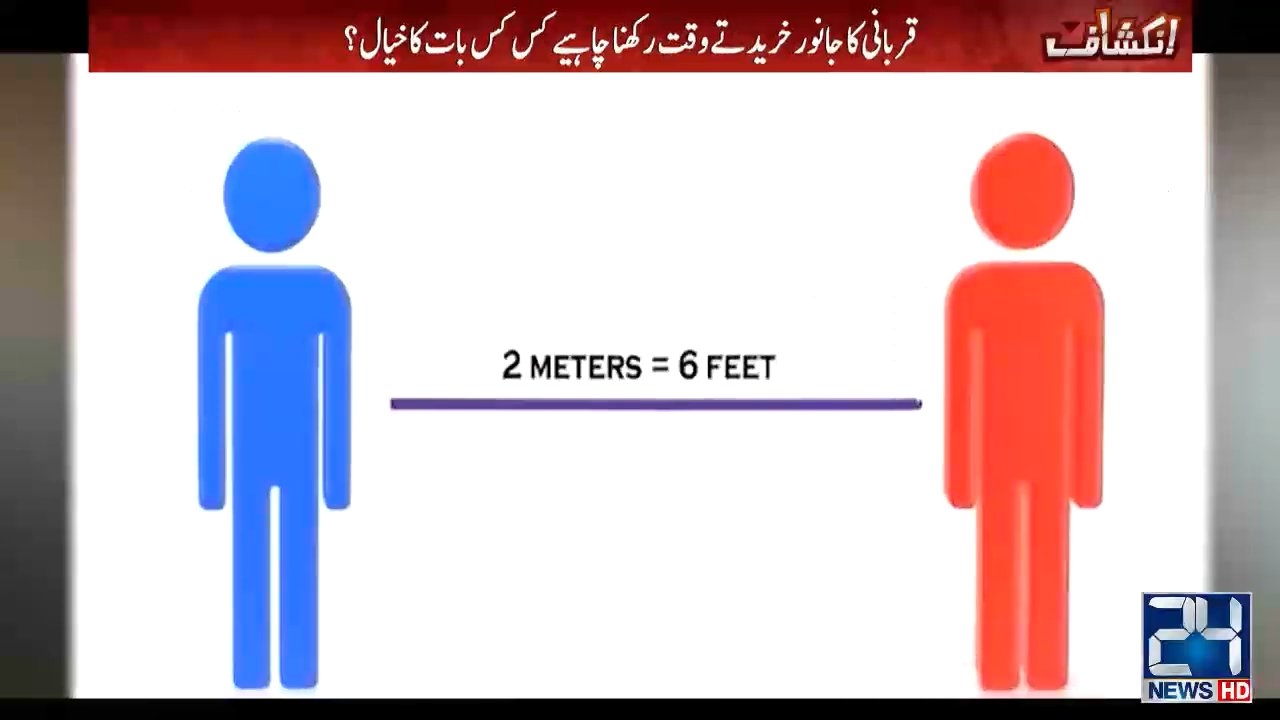 انکشاف
قربانی کا جانور خریدتے وقت رکھنا چاہیے کس کس بات کا خیال؟
2 METERS = 6 FEET
24
NEWS HD